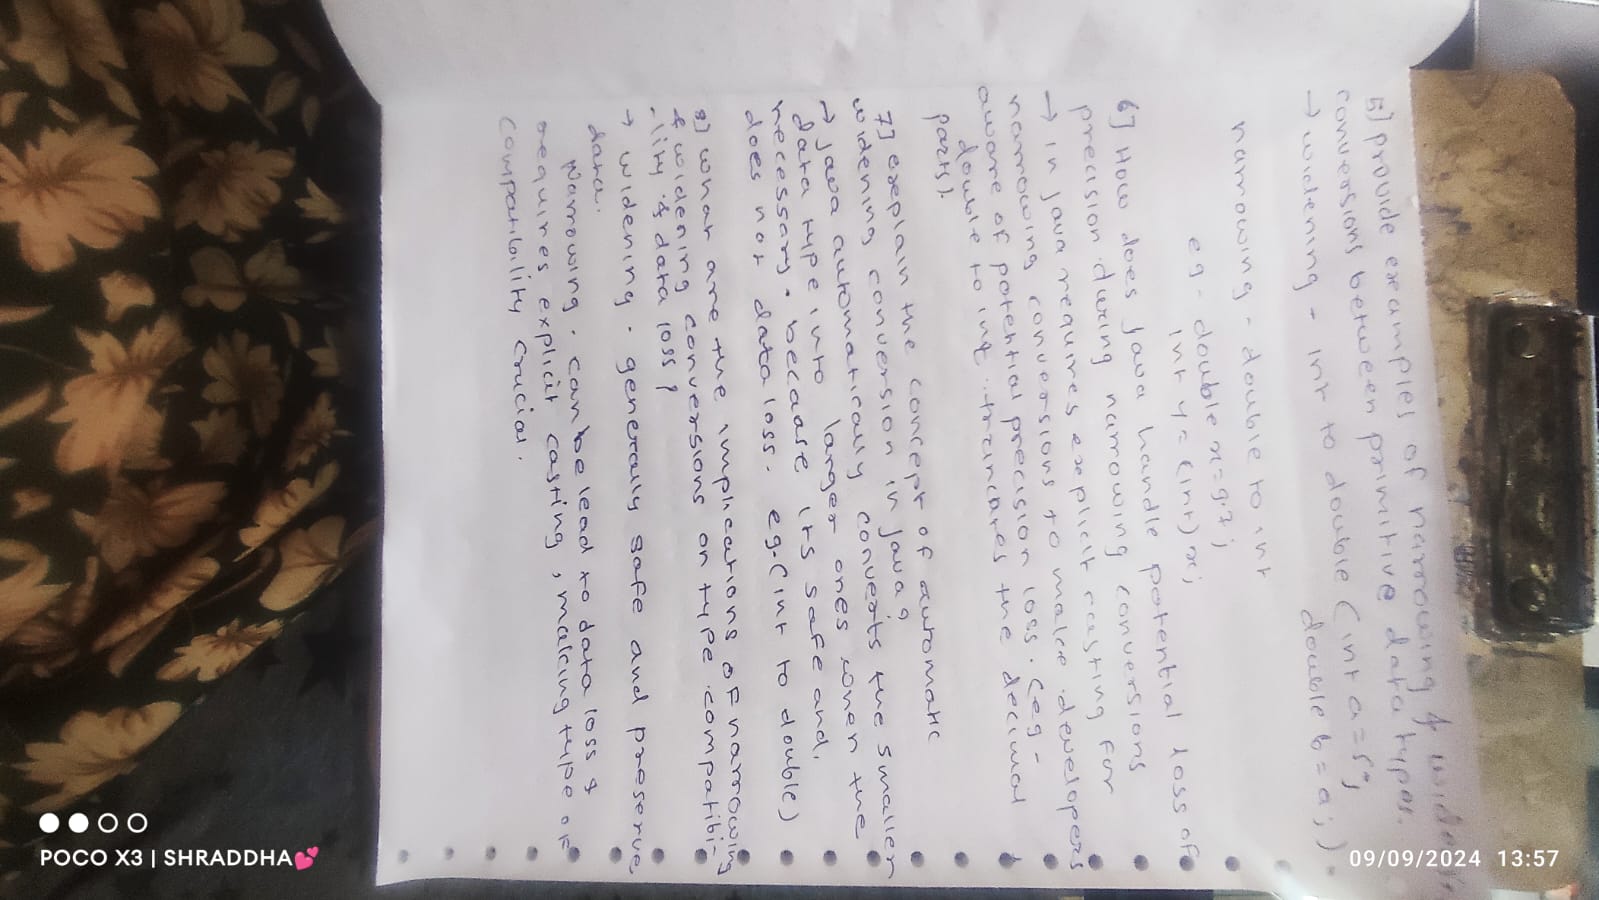 5] provide examples of narrowing & widening
conversions between primitive data types.
→ widening - int to double (int a = 5;
double b = a;)
narrowing - double to int
eg - double x = 9.7;
int y = (int) x;
6] How does java handle potential loss of
precision during narrowing conversions
→ in java requires explicit casting for
narrowing conversions to make developers
aware of potential precision loss. (eg-
double to int. trincates the decimal
parts).
7] explain the concept of automatic
widening conversion in java?
→ java automatically converts the smaller
data type into larger ones when the
necessary. because its safe and.
does not data loss. eg-(int to double)
8] what are the implications of narrowing
& widening conversions on type compatibi-
-lity & data loss?
→ widening. generally safe and preserve
data.
Narrowing. can be lead to data loss &
requires explicit casting, making type of
compatibility crucial.
POCO X3 | SHRADDHA💕
09/09/2024 13:57